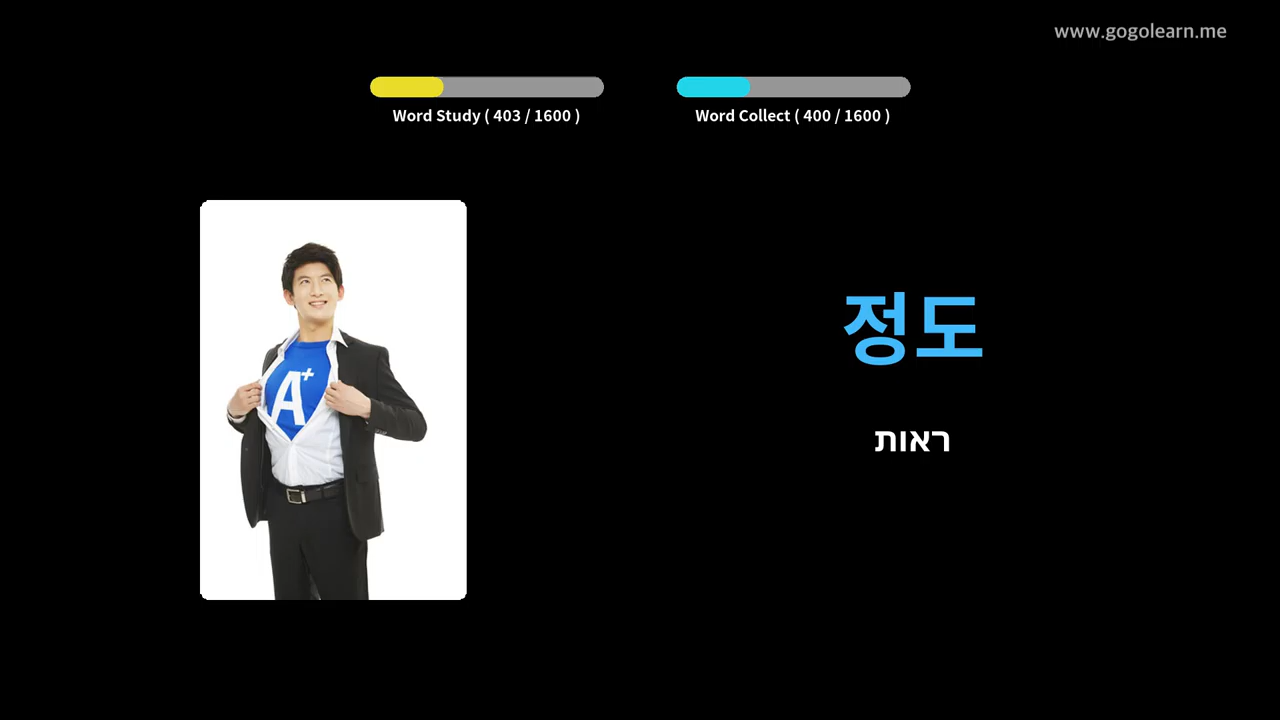 www.gogolearn.me
Word Study ( 403 / 1600 )
Word Collect ( 400 / 1600 )
A+
정도
ראות